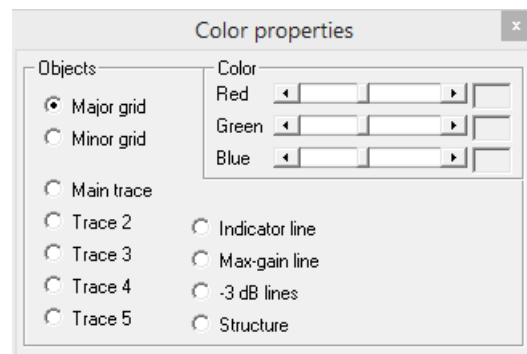 Color properties
x
Objects
Major grid
Minor grid
Main trace
Trace 2
Trace 3
Trace 4
Trace 5
Color
Red
Green
Blue
Indicator line
Max-gain line
-3 dB lines
Structure